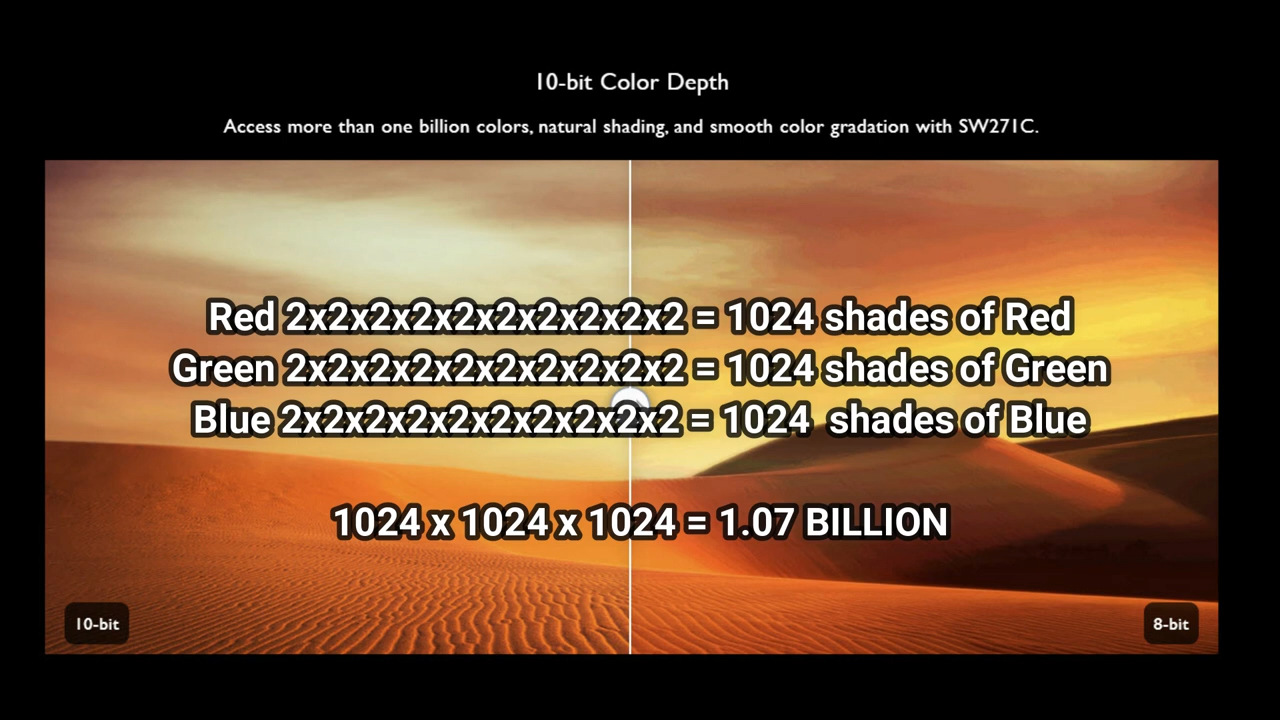 10-bit Color Depth
Access more than one billion colors, natural shading, and smooth color gradation with SW271C.
Red 2x2x2x2x2x2x2x2x2x2 = 1024 shades of Red
Green 2x2x2x2x2x2x2x2x2x2 = 1024 shades of Green
Blue 2x2x2x2x2x2x2x2x2x2 = 1024 shades of Blue
1024 x 1024 x 1024 = 1.07 BILLION
10-bit
8-bit